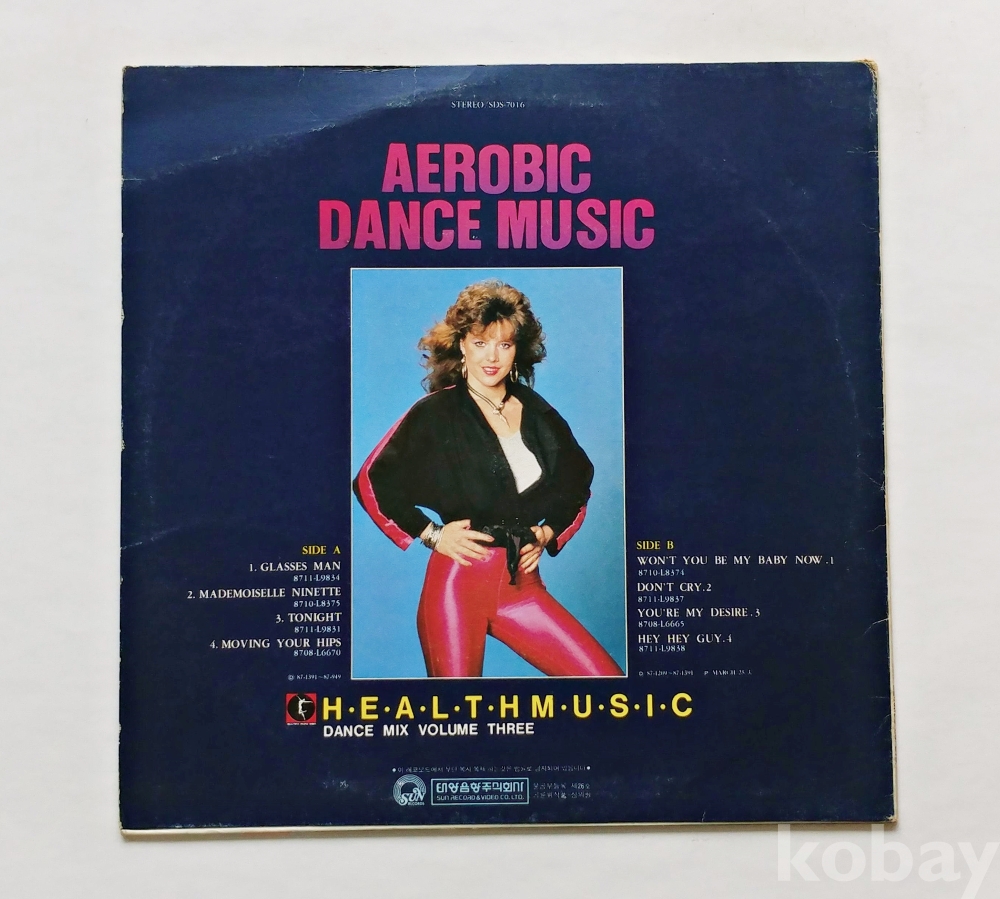 STEREO/SDS-7016
AEROBIC
DANCE MUSIC
SIDE A
1. GLASSES MAN
8711-L9834
2. MADEMOISELLE NINETTE
8710-L8375
3. TONIGHT
8711-L9831
4. MOVING YOUR HIPS
8708-L6670
SIDE B
WON'T YOU BE MY BABY NOW.1
8710-L8374
DON'T CRY.2
8711-L9837
YOU'RE MY DESIRE.3
8708-L6665
HEY HEY GUY.4
8711-L9838
H·E·A·L·T·H M·U·S·I·C
DANCE MIX VOLUME THREE
SUN
RECORDS
태양음향주식회사
SUN RECORD & VIDEO CO. LTD.
kobay